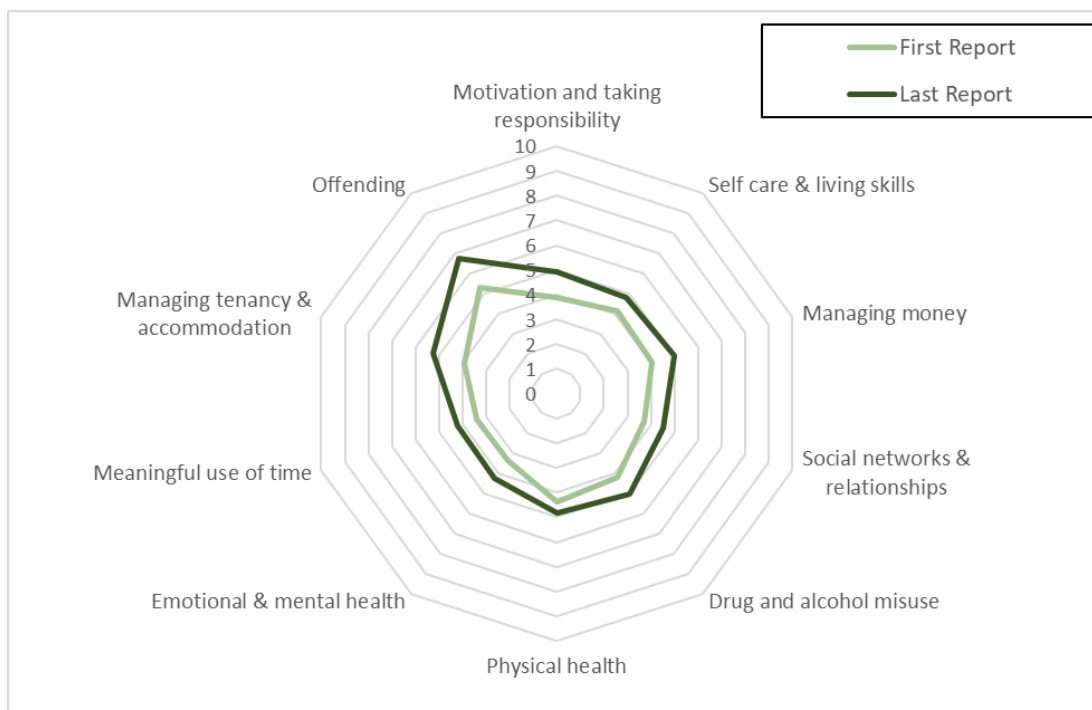 First Report
Last Report
Motivation and taking
responsibility
10
9
8
7
6
5
4
3
2
1
0
Offending
Self care & living skills
Managing tenancy &
accommodation
Managing money
Meaningful use of time
Social networks &
relationships
Emotional & mental health
Drug and alcohol misuse
Physical health